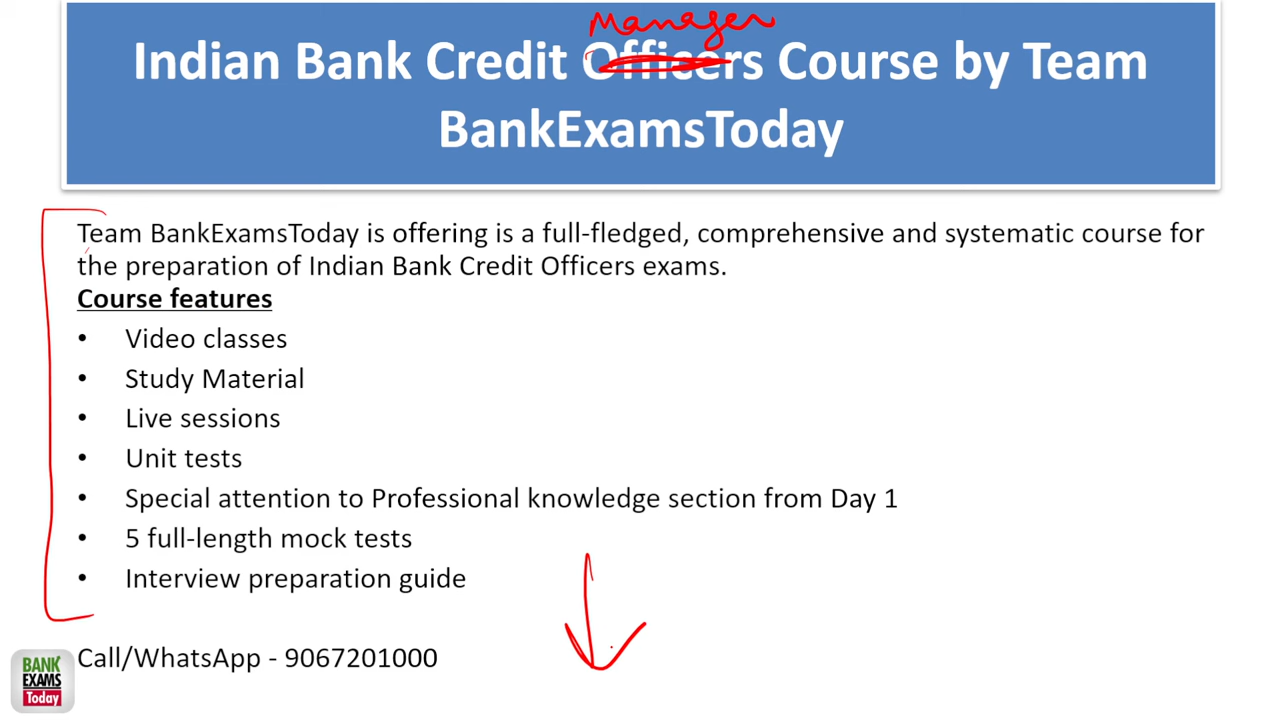 Manager
Indian Bank Credit Officers Course by Team
BankExamsToday
Team BankExamsToday is offering is a full-fledged, comprehensive and systematic course for
the preparation of Indian Bank Credit Officers exams.
Course features
• Video classes
• Study Material
• Live sessions
• Unit tests
• Special attention to Professional knowledge section from Day 1
• 5 full-length mock tests
• Interview preparation guide
Call/WhatsApp - 9067201000
BANK
EXAMS
Today